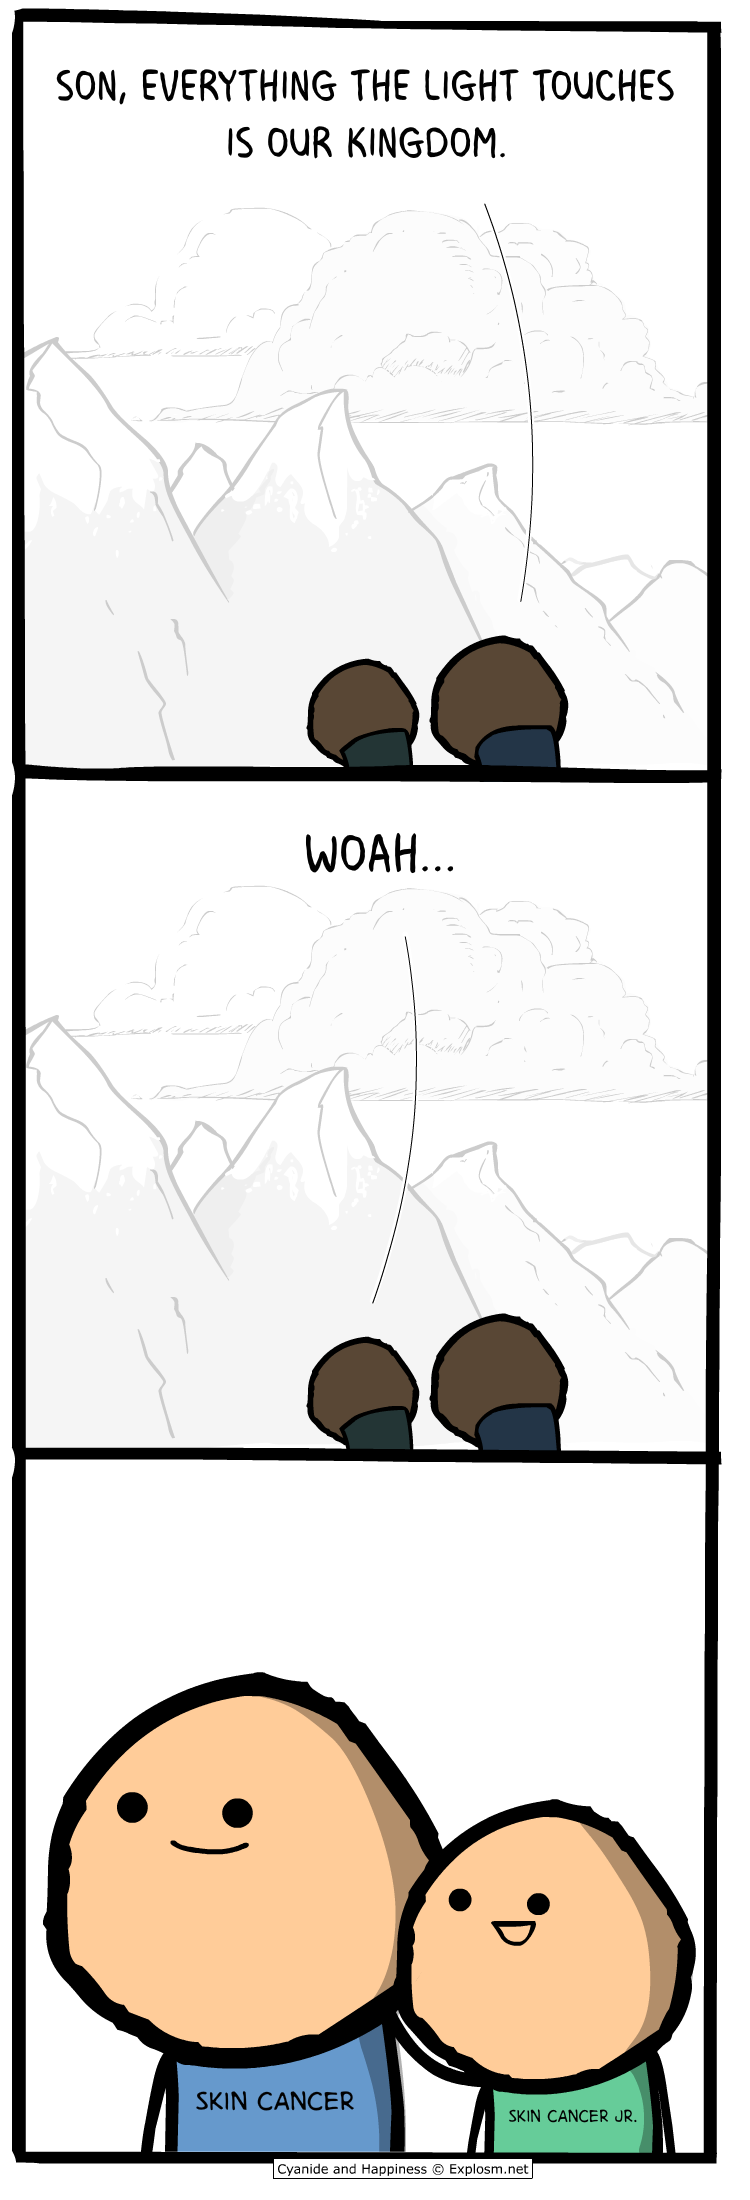 SON, EVERYTHING THE LIGHT TOUCHES
IS OUR KINGDOM.
WOAH...
SKIN CANCER
SKIN CANCER JR.
Cyanide and Happiness © Explosm.net